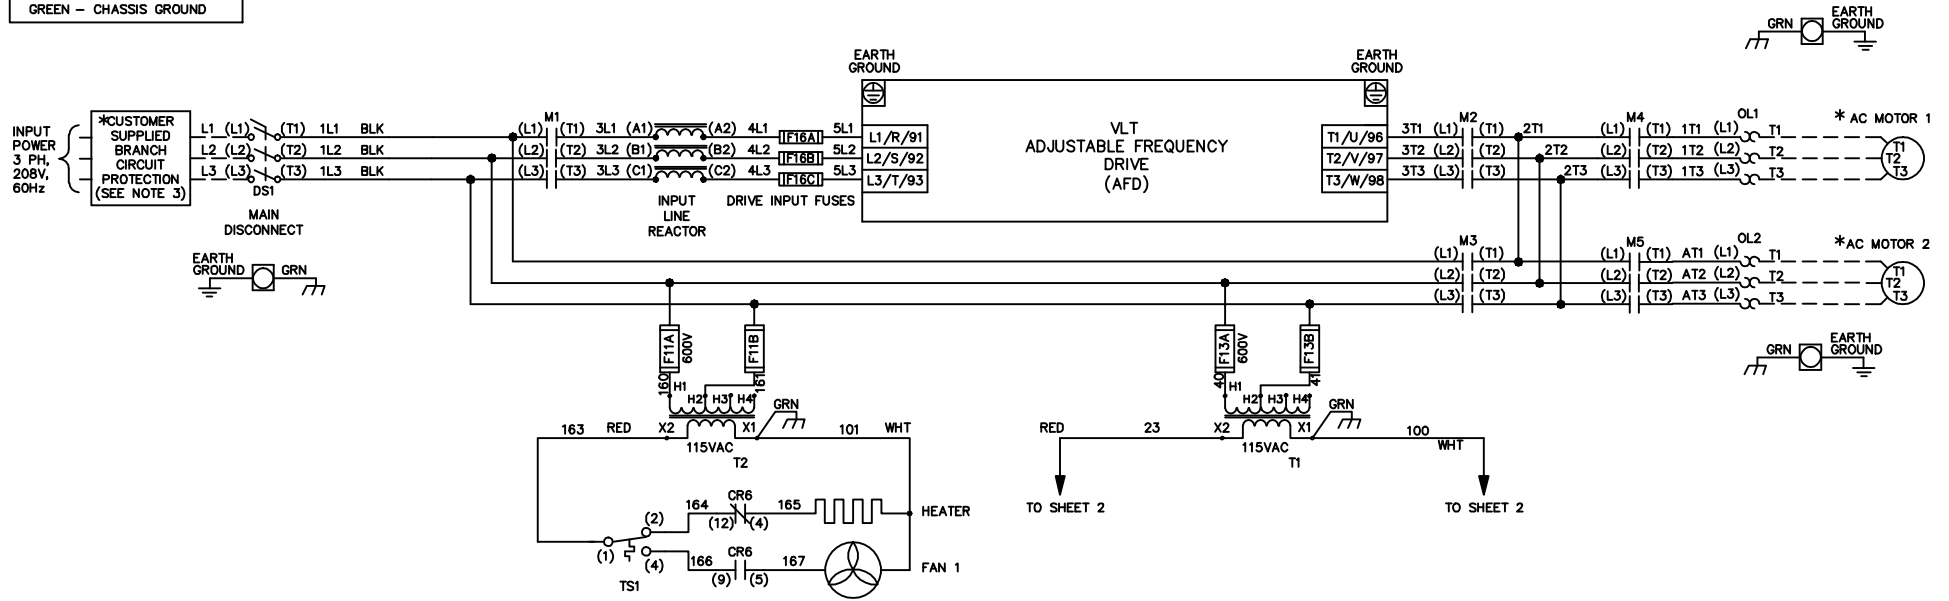 GREEN – CHASSIS GROUND
GRN
EARTH
GROUND
EARTH
GROUND
EARTH
GROUND
INPUT
POWER
3 PH,
208V,
60Hz
*CUSTOMER
SUPPLIED
BRANCH
CIRCUIT
PROTECTION
(SEE NOTE 3)
L1 (L1) (T1) 1L1 BLK
L2 (L2) (T2) 1L2 BLK
L3 (L3) (T3) 1L3 BLK
DS1
MAIN
DISCONNECT
M1
(L1) (T1) 3L1 (A1) (A2) 4L1 F16A 5L1 L1/R/91
(L2) (T2) 3L2 (B1) (B2) 4L2 F16B 5L2 L2/S/92
(L3) (T3) 3L3 (C1) (C2) 4L3 F16C 5L3 L3/T/93
INPUT
LINE
REACTOR
DRIVE INPUT FUSES
VLT
ADJUSTABLE FREQUENCY
DRIVE
(AFD)
M2
M4
OL1
* AC MOTOR 1
T1/U/96 3T1 (L1) (T1) 2T1 (L1) (T1) 1T1 (L1) T1 T1
T2/V/97 3T2 (L2) (T2) 2T2 (L2) (T2) 1T2 (L2) T2 T2
T3/W/98 3T3 (L3) (T3) 2T3 (L3) (T3) 1T3 (L3) T3 T3
EARTH
GROUND
GRN
M3
M5
OL2
*AC MOTOR 2
(L1) (T1) (L1) (T1) AT1 (L1) T1 T1
(L2) (T2) (L2) (T2) AT2 (L2) T2 T2
(L3) (T3) (L3) (T3) AT3 (L3) T3 T3
GRN
EARTH
GROUND
F11A
600V
F11B
160
161
H1
H2 H3 H4
GRN
163 RED X2 X1 101 WHT
115VAC
T2
F13A
600V
F13B
40
41
H1
H2 H3 H4
GRN
RED 23 X2 X1 100
WHT
115VAC
T1
TO SHEET 2
TO SHEET 2
CR6
164 165
(12) (4)
HEATER
(2)
(1)
(4)
TS1
CR6
166 167
(9) (5)
FAN 1